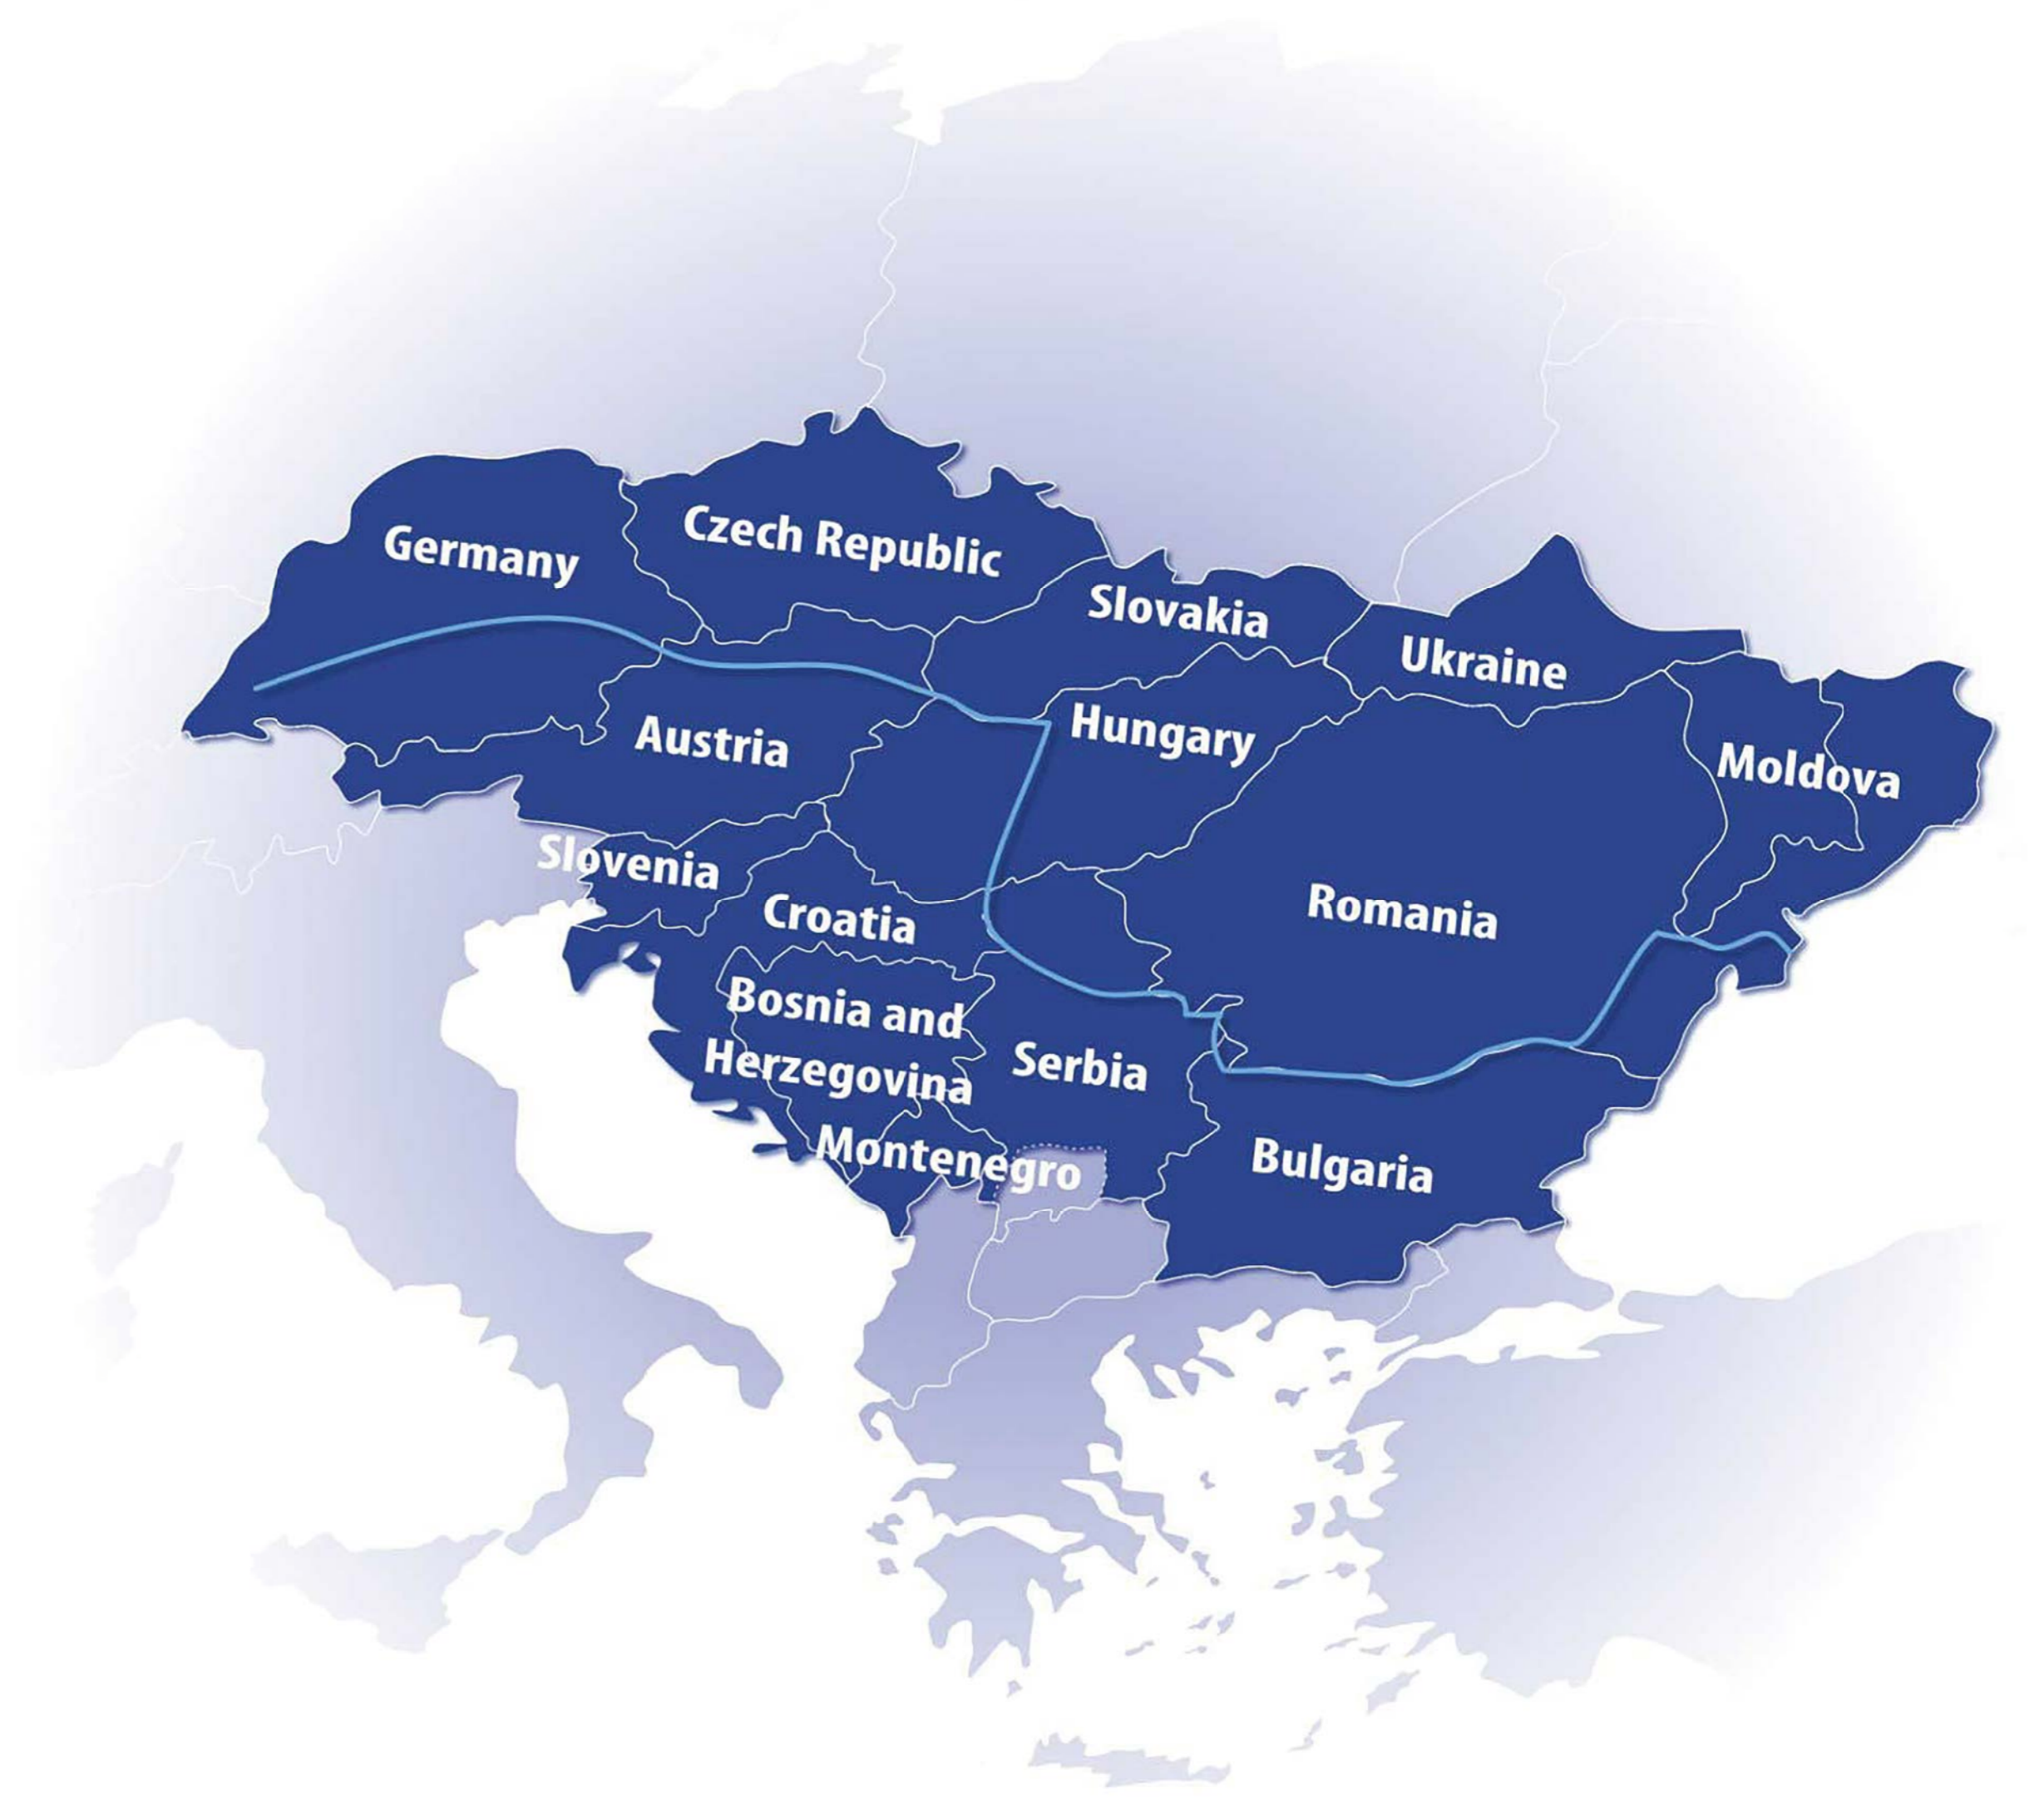 Germany
Czech Republic
Slovakia
Ukraine
Austria
Hungary
Moldova
Slovenia
Croatia
Romania
Bosnia and
Herzegovina
Serbia
Montenegro
Bulgaria